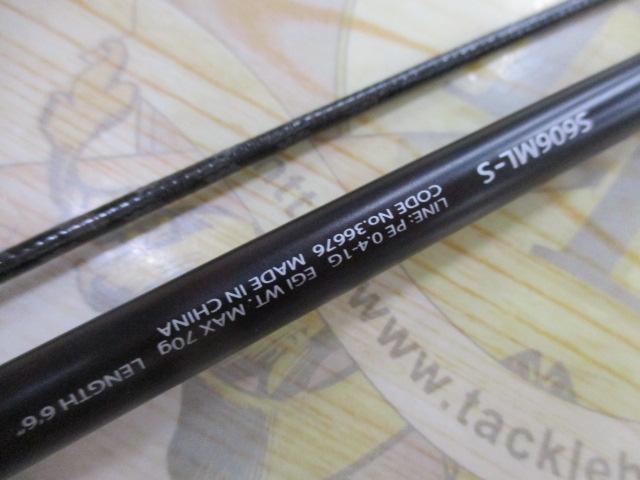 S606ML-S
LINE: PE 0.4-1G EGI WT. MAX 70g LENGTH 6'6"
CODE No.36676 MADE IN CHINA
www.tackleb